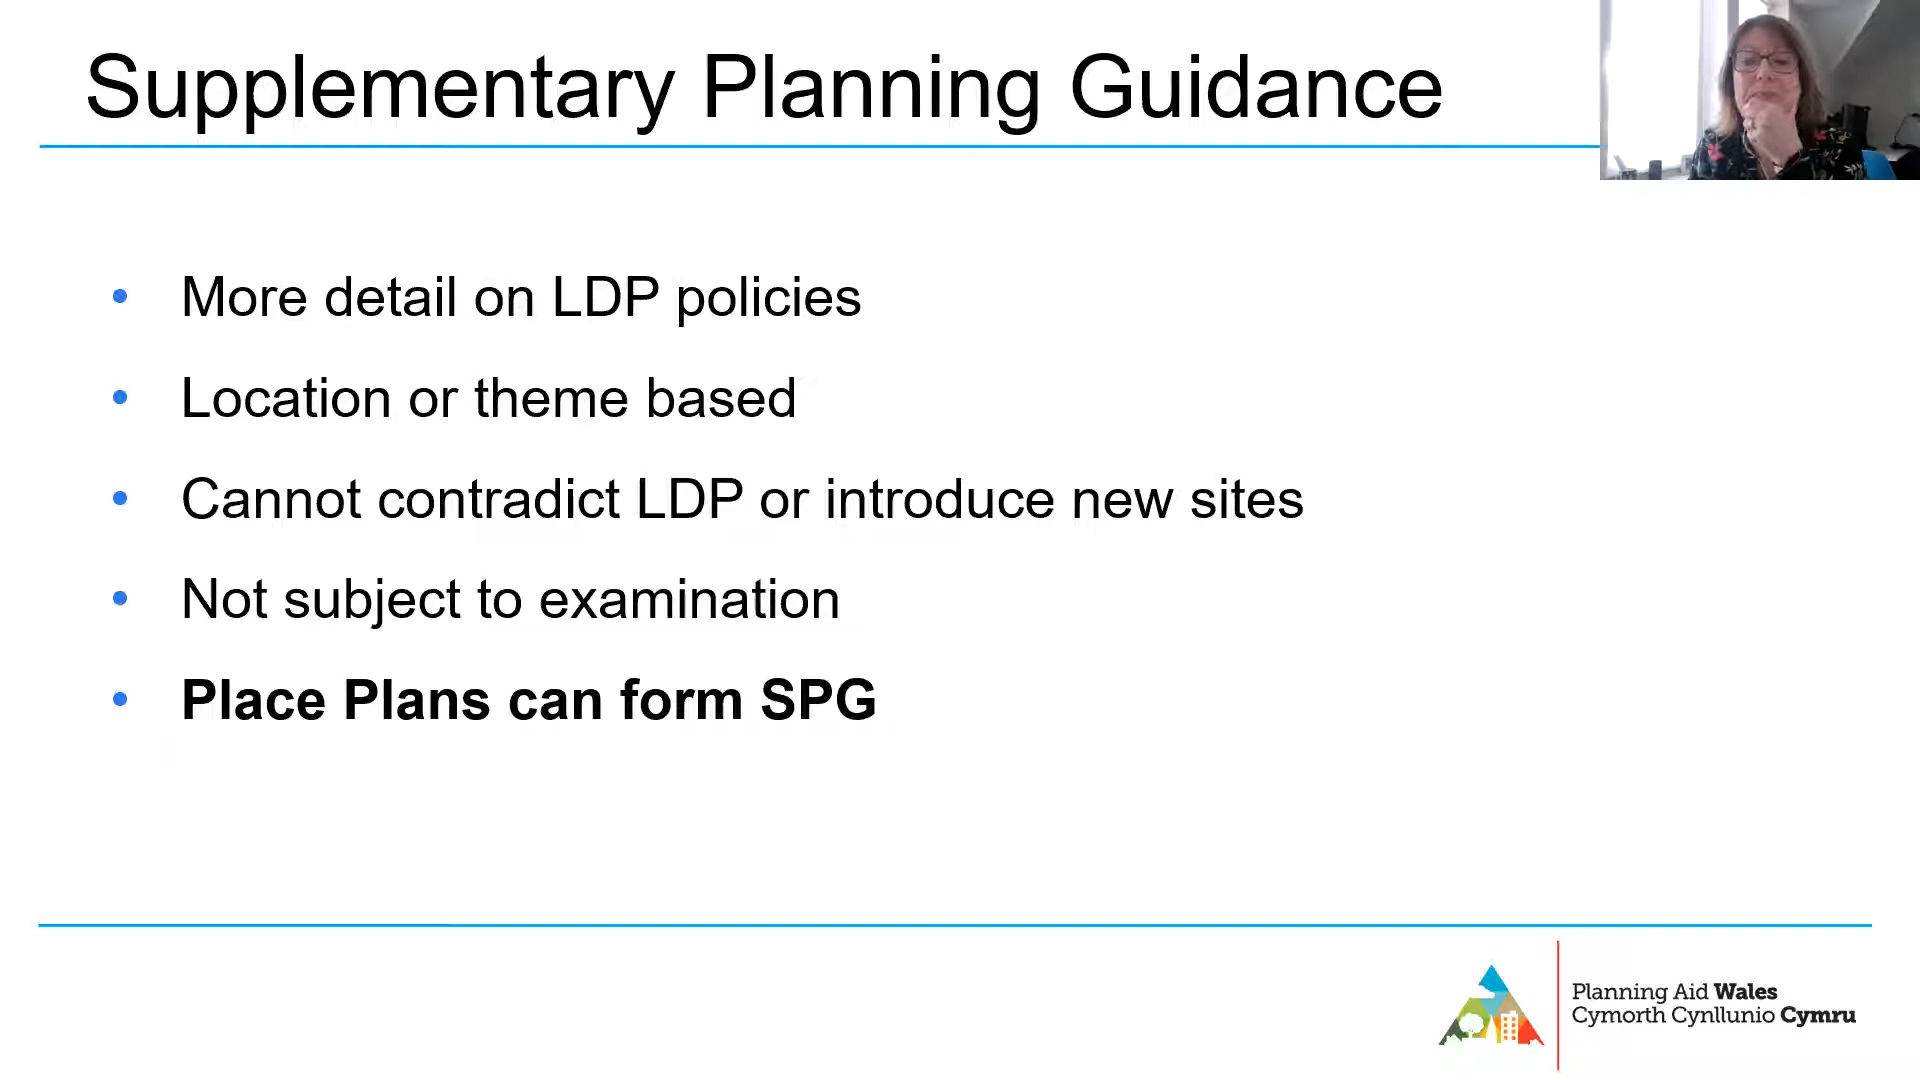 Supplementary Planning Guidance
• More detail on LDP policies
• Location or theme based
• Cannot contradict LDP or introduce new sites
• Not subject to examination
• Place Plans can form SPG
Planning Aid Wales
Cymorth Cynllunio Cymru